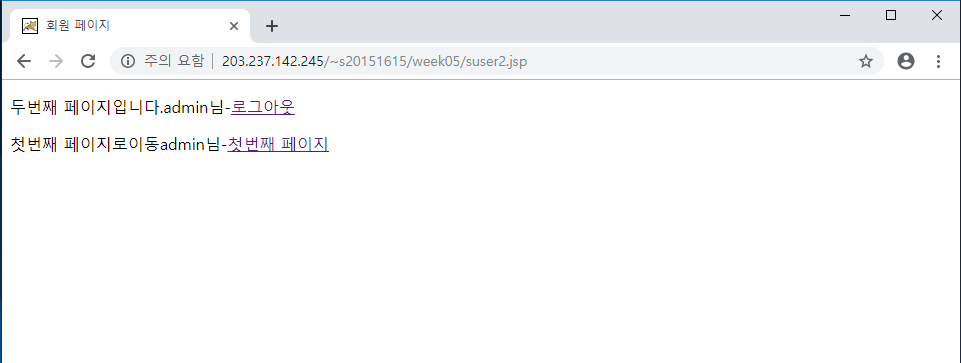 회원 페이지
주의 요함 | 203.237.142.245/~s20151615/week05/suser2.jsp
두번째 페이지입니다.admin님-로그아웃
첫번째 페이지로이동admin님-첫번째 페이지